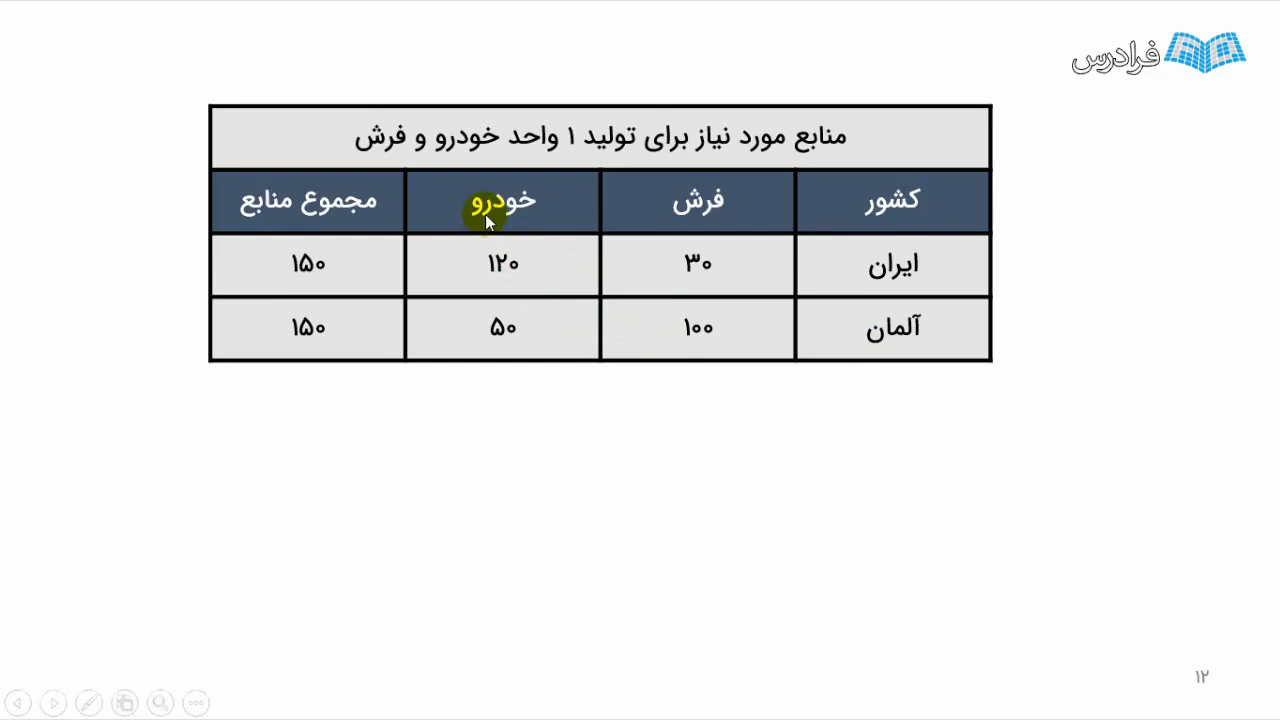 فرادرس
منابع مورد نیاز برای تولید ۱ واحد خودرو و فرش
کشور فرش خودرو مجموع منابع
ایران ۳۰ ۱۲۰ ۱۵۰
آلمان ۱۰۰ ۵۰ ۱۵۰
۱۲